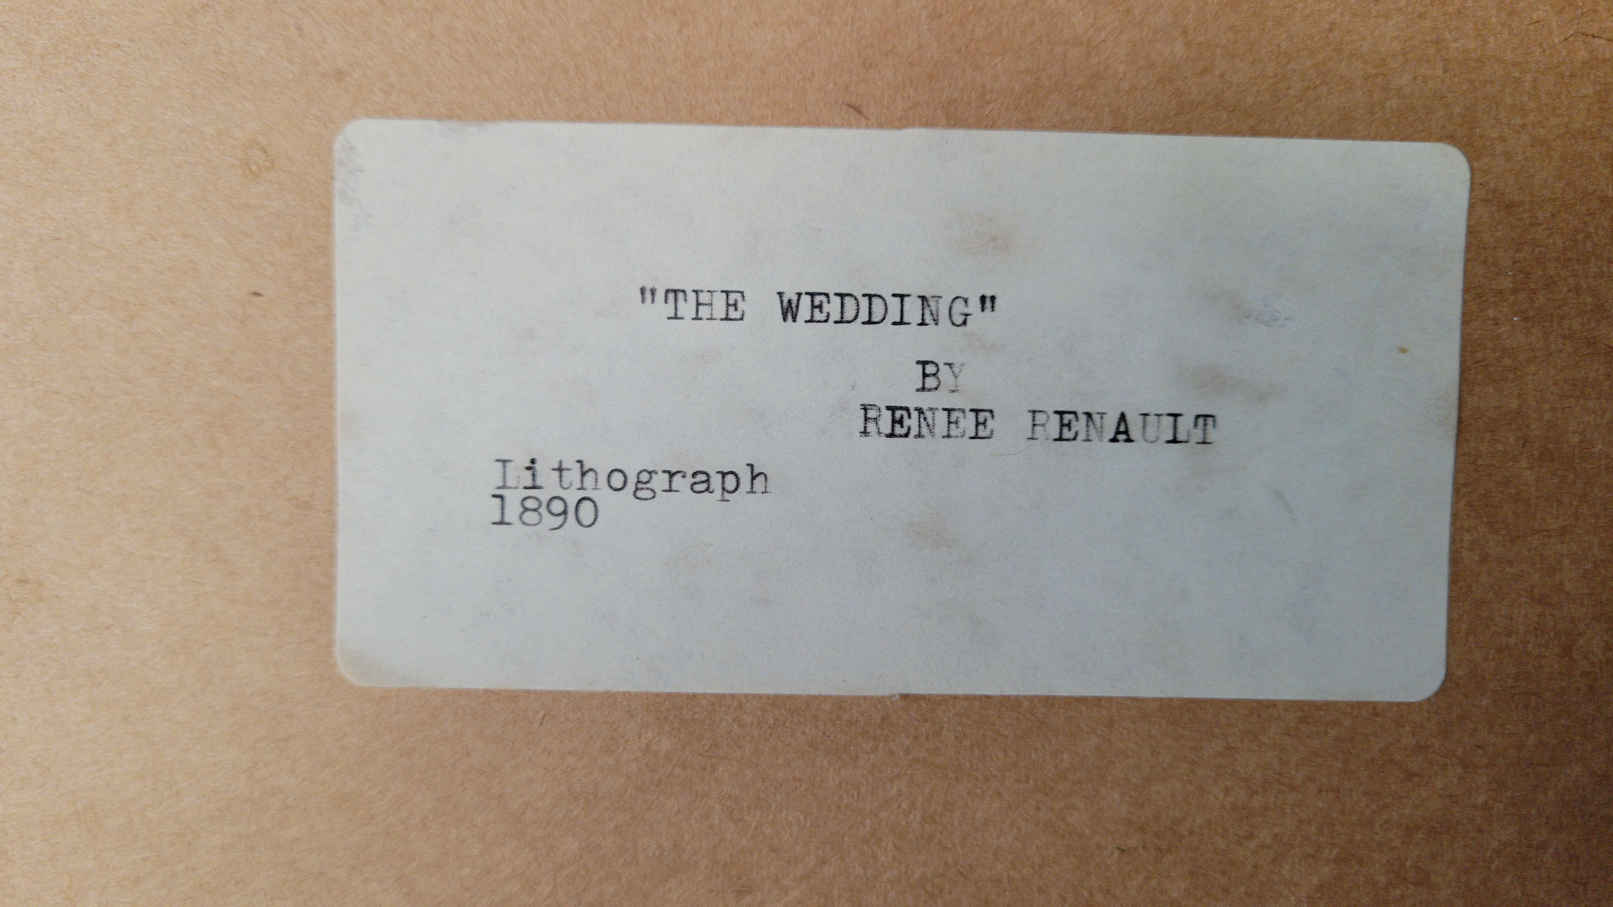 "THE WEDDING"
BY
RENEE RENAULT
Lithograph
1890